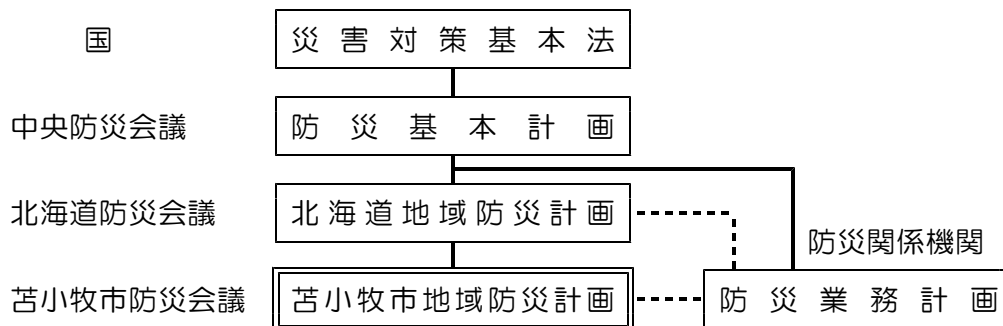 国 災害対策基本法
中央防災会議 防災基本計画
北海道防災会議 北海道地域防災計画
防災関係機関
苫小牧市防災会議 苫小牧市地域防災計画 防災業務計画